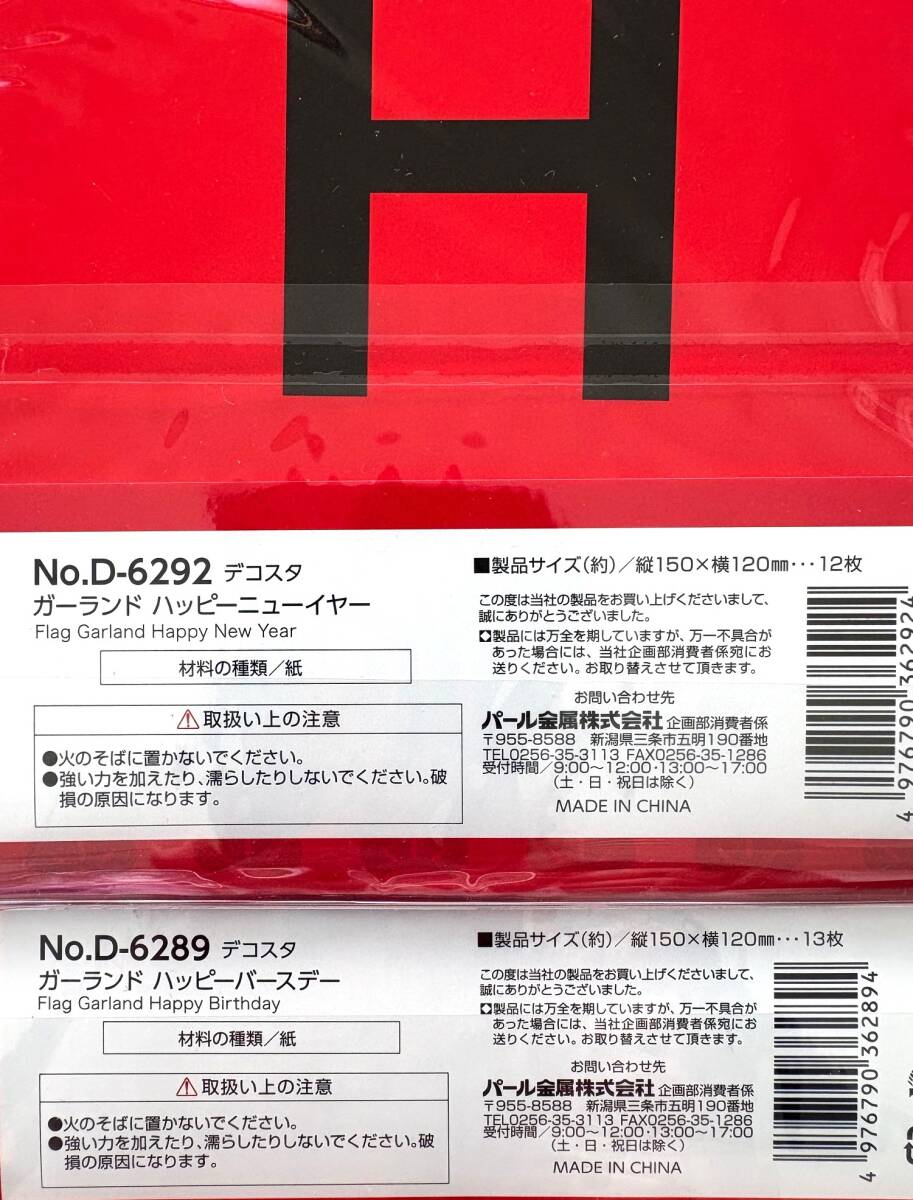 H
No.D-6292 デコスタ
ガーランド ハッピーニューイヤー
Flag Garland Happy New Year
材料の種類/紙
⚠取扱い上の注意
●火のそばに置かないでください。
●強い力を加えたり、濡らしたりしないでください。破
損の原因になります。
■製品サイズ(約)/縦150×横120㎜･･･12枚
この度は当社の製品をお買い上げくださいまして、
誠にありがとうございました。
製品には万全を期していますが、万一不具合が
あった場合には、当社企画部消費者係宛にお
送りください。お取り替えさせて頂きます。
お問い合わせ先
パール金属株式会社 企画部消費者係
〒955-8588 新潟県三条市五明190番地
TEL0256-35-3113 FAX0256-35-1286
受付時間/9:00〜12:00･13:00〜17:00
(土・日・祝日は除く)
MADE IN CHINA
4 976790 362924
No.D-6289 デコスタ
ガーランド ハッピーバースデー
Flag Garland Happy Birthday
材料の種類/紙
⚠取扱い上の注意
●火のそばに置かないでください。
●強い力を加えたり、濡らしたりしないでください。破
損の原因になります。
■製品サイズ(約)/縦150×横120㎜･･･13枚
この度は当社の製品をお買い上げくださいまして、
誠にありがとうございました。
製品には万全を期していますが、万一不具合が
あった場合には、当社企画部消費者係宛にお
送りください。お取り替えさせて頂きます。
お問い合わせ先
パール金属株式会社 企画部消費者係
〒955-8588 新潟県三条市五明190番地
TEL0256-35-3113 FAX0256-35-1286
受付時間/9:00〜12:00･13:00〜17:00
(土・日・祝日は除く)
MADE IN CHINA
4 976790 362894